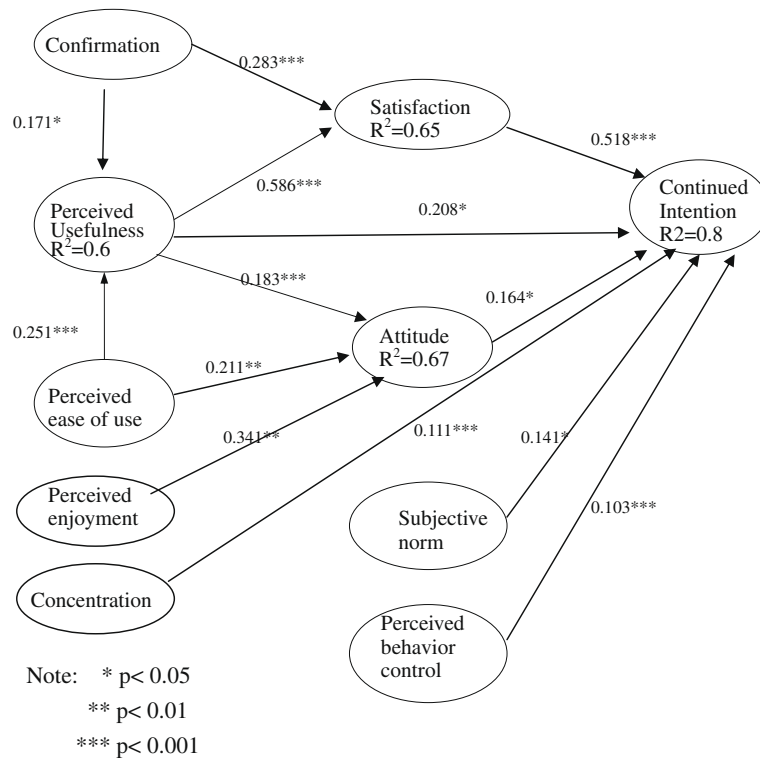 Confirmation
0.283***
0.171*
Satisfaction
R²=0.65
0.518***
0.586***
Perceived
Usefulness
R²=0.6
0.208*
Continued
Intention
R2=0.8
0.183***
0.251***
0.164*
Attitude
R²=0.67
0.211**
Perceived
ease of use
0.341**
0.111***
0.141*
Perceived
enjoyment
Subjective
norm
0.103***
Concentration
Perceived
behavior
control
Note: * p< 0.05
** p< 0.01
*** p< 0.001